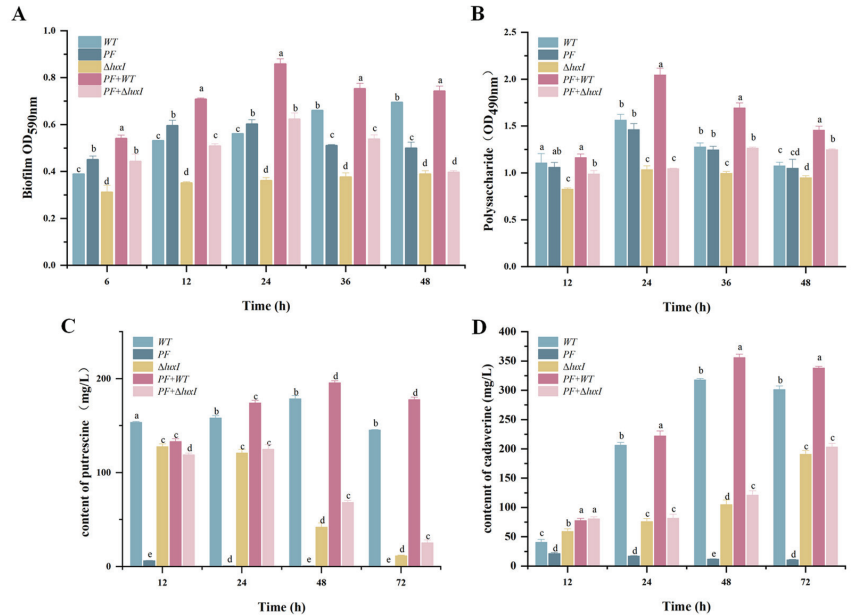 A
WT
PF
ΔluxI
PF+WT
PF+ΔluxI
Biofilm OD590nm
1.0
0.8
0.6
0.4
0.2
0.0
c b d a b
c b d a c
c b d a b
b c d a c
b c d a d
6 12 24 36 48
Time (h)
B
WT
PF
ΔluxI
PF+WT
PF+ΔluxI
Polysaccharide (OD490nm)
2.5
2.0
1.5
1.0
0.5
0.0
a ab c a b
b b c a c
b b c a b
c cd d a b
12 24 36 48
Time (h)
C
WT
PF
ΔluxI
PF+WT
PF+ΔluxI
content of putrescine (mg/L)
200
150
100
50
0
a e c c d
b d c c c
b e d d c
b e d d c
12 24 48 72
Time (h)
D
WT
PF
ΔluxI
PF+WT
PF+ΔluxI
contennt of cadaverine (mg/L)
400
350
300
250
200
150
100
50
0
c d b a a
b d c a c
b e d a c
b d c a c
12 24 48 72
Time (h)